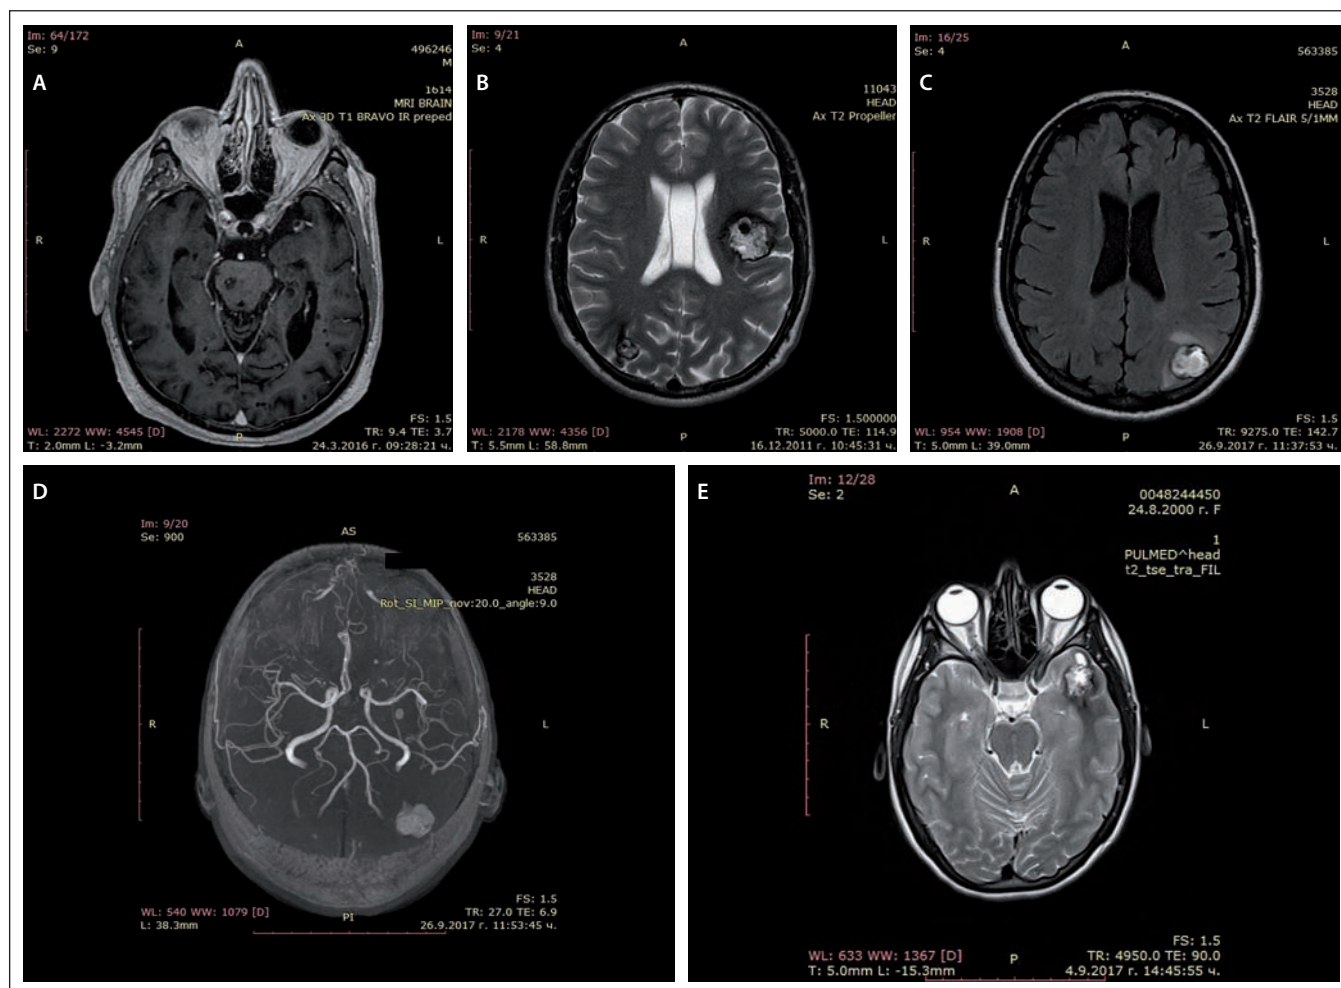 Im: 64/172
Se: 9
A
496246
M
A
1614
MRI BRAIN
Ax 3D T1 BRAVO IR preped
R
L
FS: 1.5
WL: 2272 WW: 4545 [D]
TR: 9.4 TE: 3.7
T: 2.0mm L: -3.2mm
P
24.3.2016 г. 09:28:21 ч.
Im: 9/21
Se: 4
A
B
11043
HEAD
Ax T2 Propeller
R
L
FS: 1.500000
WL: 2178 WW: 4356 [D]
TR: 5000.0 TE: 114.9
T: 5.5mm L: 58.8mm
P
16.12.2011 г. 10:45:31 ч.
Im: 16/25
Se: 4
A
563385
C
3528
HEAD
Ax T2 FLAIR 5/1MM
R
L
FS: 1.5
WL: 954 WW: 1908 [D]
TR: 9275.0 TE: 142.7
T: 5.0mm L: 39.0mm
P
26.9.2017 г. 11:37:53 ч.
D
Im: 9/20
Se: 900
AS
563385
3528
HEAD
Rot_SI_MIP_nov:20.0_angle:9.0
R
L
FS: 1.5
WL: 540 WW: 1079 [D]
TR: 27.0 TE: 6.9
L: 38.3mm
PI
26.9.2017 г. 11:53:45 ч.
E
Im: 12/28
Se: 2
A
0048244450
24.8.2000 г. F
1
PULMED^head
t2_tse_tra_FIL
R
L
FS: 1.5
WL: 633 WW: 1367 [D]
TR: 4950.0 TE: 90.0
T: 5.0mm L: -15.3mm
P
4.9.2017 г. 14:45:55 ч.